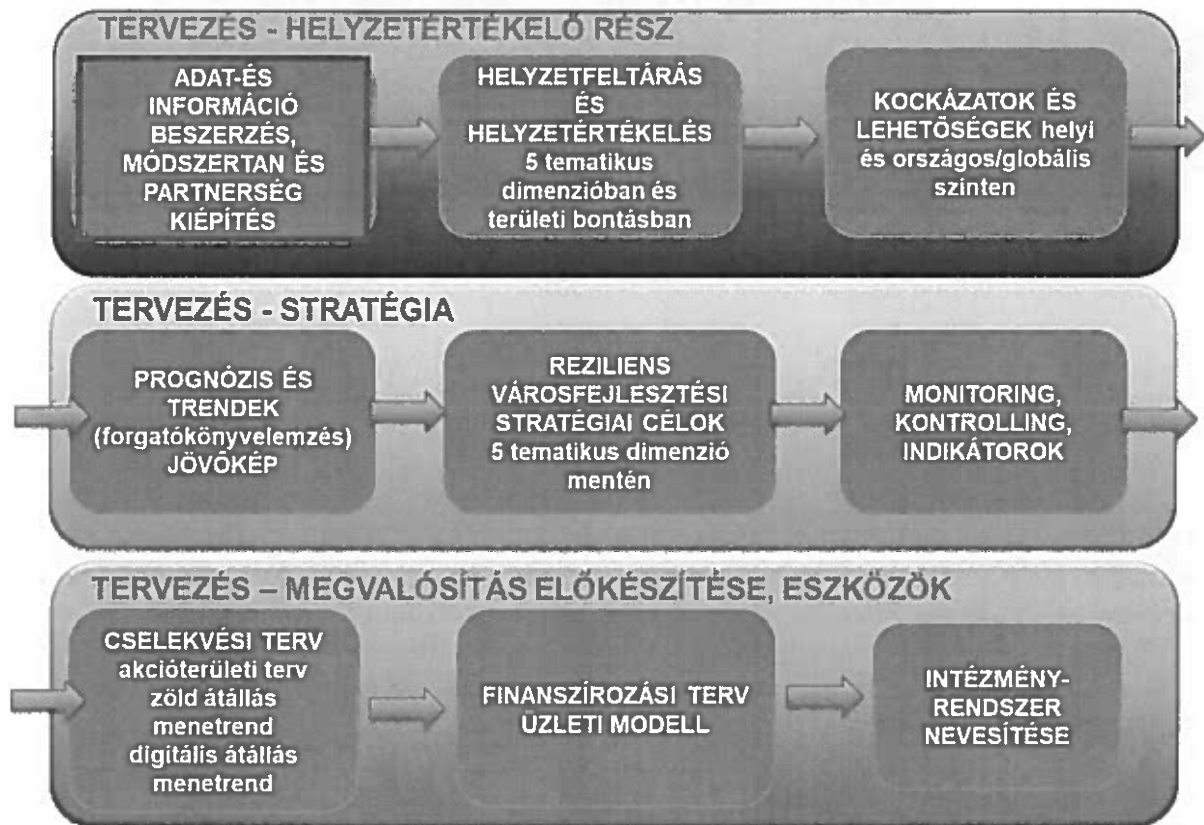 TERVEZÉS - HELYZETÉRTÉKELŐ RÉSZ
ADAT-ÉS
INFORMÁCIÓ
BESZERZÉS,
MÓDSZERTAN ÉS
PARTNERSÉG
KIÉPÍTÉS
HELYZETFELTÁRÁS
ÉS
HELYZETÉRTÉKELÉS
5 tematikus
dimenzióban és
területi bontásban
KOCKÁZATOK ÉS
LEHETŐSÉGEK helyi
és országos/globális
szinten
TERVEZÉS - STRATÉGIA
PROGNÓZIS ÉS
TRENDEK
(forgatókönyvelemzés)
JÖVŐKÉP
REZILIENS
VÁROSFEJLESZTÉSI
STRATÉGIAI CÉLOK
5 tematikus dimenzió
mentén
MONITORING,
KONTROLLING,
INDIKÁTOROK
TERVEZÉS – MEGVALÓSÍTÁS ELŐKÉSZÍTÉSE, ESZKÖZÖK
CSELEKVÉSI TERV
akcióterületi terv
zöld átállás
menetrend
digitális átállás
menetrend
FINANSZÍROZÁSI TERV
ÜZLETI MODELL
INTÉZMÉNY-
RENDSZER
NEVESÍTÉSE